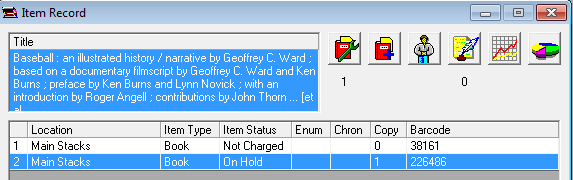 Item Record
Title
Baseball : an illustrated history / narrative by Geoffrey C. Ward ;
based on a documentary filmscript by Geoffrey C. Ward and Ken
Burns ; preface by Ken Burns and Lynn Novick ; with an
introduction by Roger Angell ; contributions by John Thorn ... [et
al
1 0
Location Item Type Item Status Enum Chron Copy Barcode
1 Main Stacks Book Not Charged 0 38161
2 Main Stacks Book On Hold 1 226486